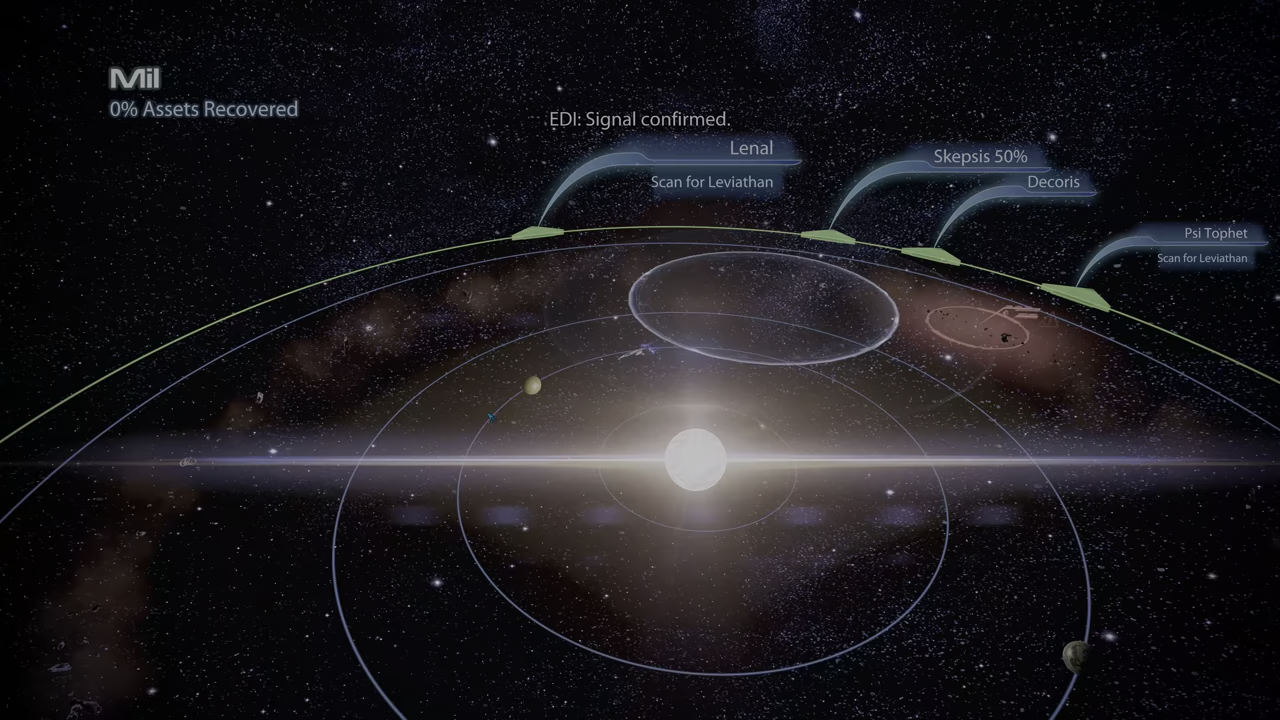 Mil
0% Assets Recovered
EDI: Signal confirmed.
Lenal
Scan for Leviathan
Skepsis 50%
Decoris
Psi Tophet
Scan for Leviathan